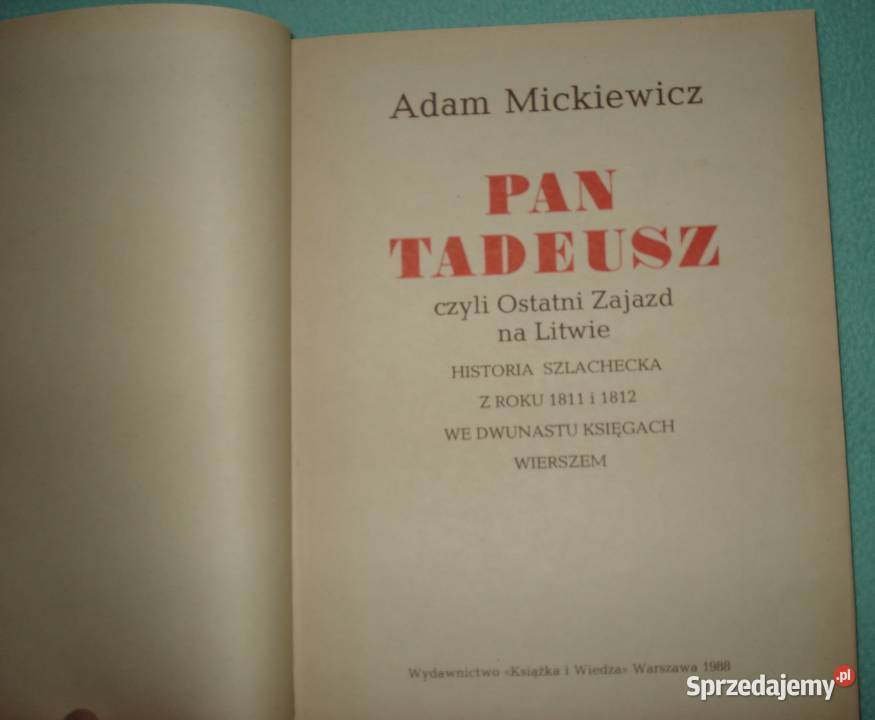 Adam Mickiewicz
PAN
TADEUSZ
czyli Ostatni Zajazd
na Litwie
HISTORIA SZLACHECKA
Z ROKU 1811 i 1812
WE DWUNASTU KSIĘGACH
WIERSZEM
Wydawnictwo «Książka i Wiedza» Warszawa 1988
Sprzedajemy.pl